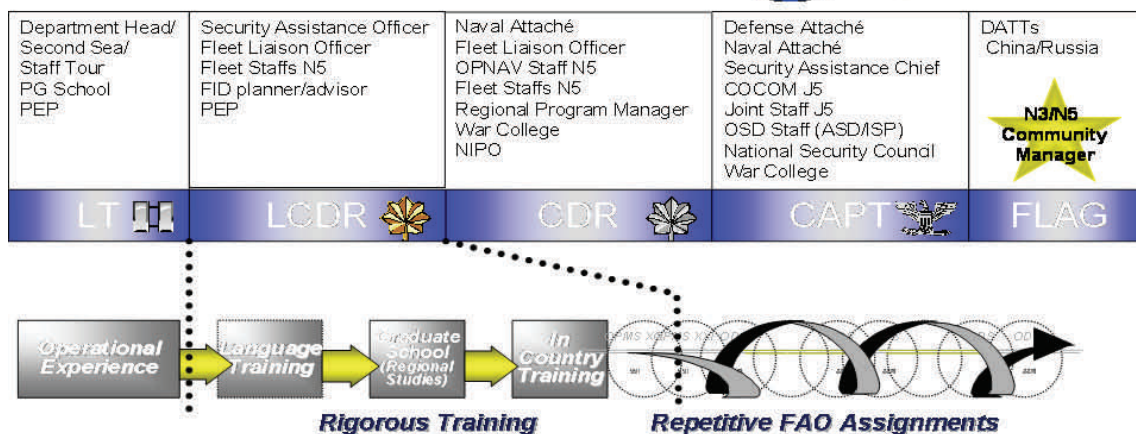 Department Head/
Second Sea/
Staff Tour
PG School
PEP
Security Assistance Officer
Fleet Liaison Officer
Fleet Staffs N5
FID planner/advisor
PEP
Naval Attaché
Fleet Liaison Officer
OPNAV Staff N5
Fleet Staffs N5
Regional Program Manager
War College
NIPO
Defense Attaché
Naval Attaché
Security Assistance Chief
COCOM J5
Joint Staff J5
OSD Staff (ASD/ISP)
National Security Council
War College
DATTs
China/Russia
N3/N5
Community
Manager
LT
LCDR
CDR
CAPT
FLAG
Operational
Experience
Language
Training
Graduate
School
(Regional
Studies)
In
Country
Training
Rigorous Training
Repetitive FAO Assignments